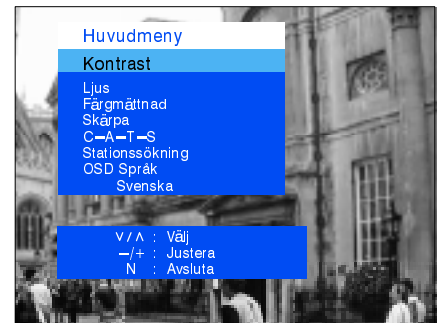 Huvudmeny
Kontrast
Ljus
Färgmättnad
Skärpa
C–A–T–S
Stationssökning
OSD Språk
Svenska
∨/∧ : Välj
–/+ : Justera
N : Avsluta